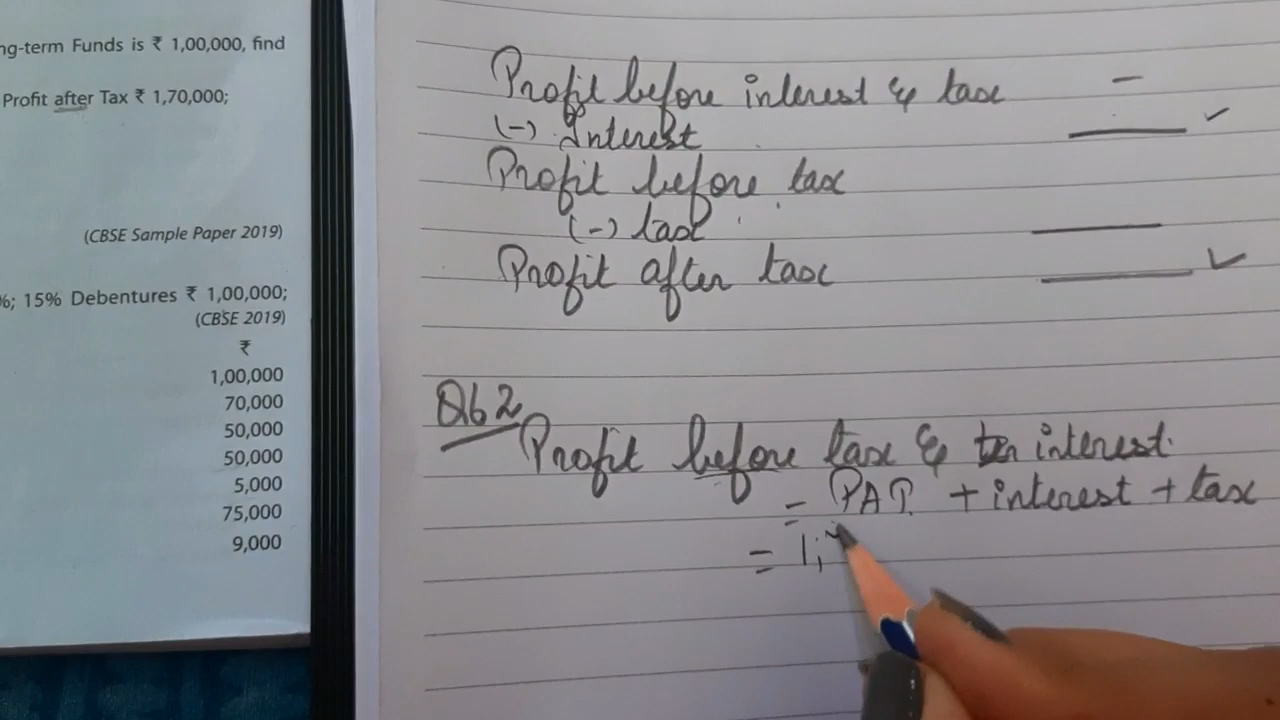 ng-term Funds is ₹ 1,00,000, find
Profit after Tax ₹ 1,70,000;
(CBSE Sample Paper 2019)
%; 15% Debentures ₹ 1,00,000;
(CBSE 2019)
₹
1,00,000
70,000
50,000
50,000
5,000
75,000
9,000
Profit before interest & tax –
(-) Interest
Profit before tax
(-) tax
Profit after tax
Q62
Profit before tax & interest.
= PAT + interest + tax
= 1,